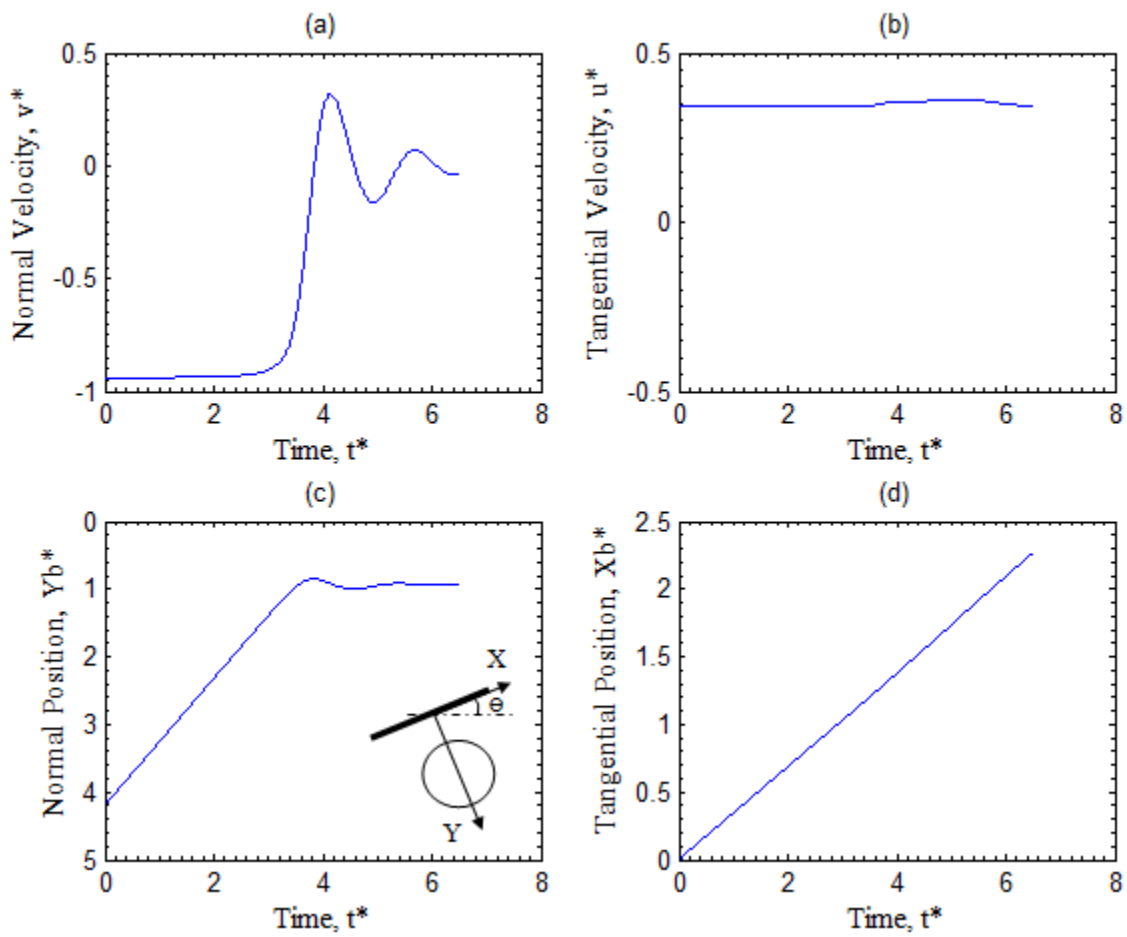 (a)
0.5
0
-0.5
-1
Normal Velocity, v*
0 2 4 6 8
Time, t*
(b)
0.5
0
-0.5
Tangential Velocity, u*
0 2 4 6 8
Time, t*
(c)
0
1
2
3
4
5
Normal Position, Yb*
X
Θ
Y
0 2 4 6 8
Time, t*
(d)
2.5
2
1.5
1
0.5
0
Tangential Position, Xb*
0 2 4 6 8
Time, t*